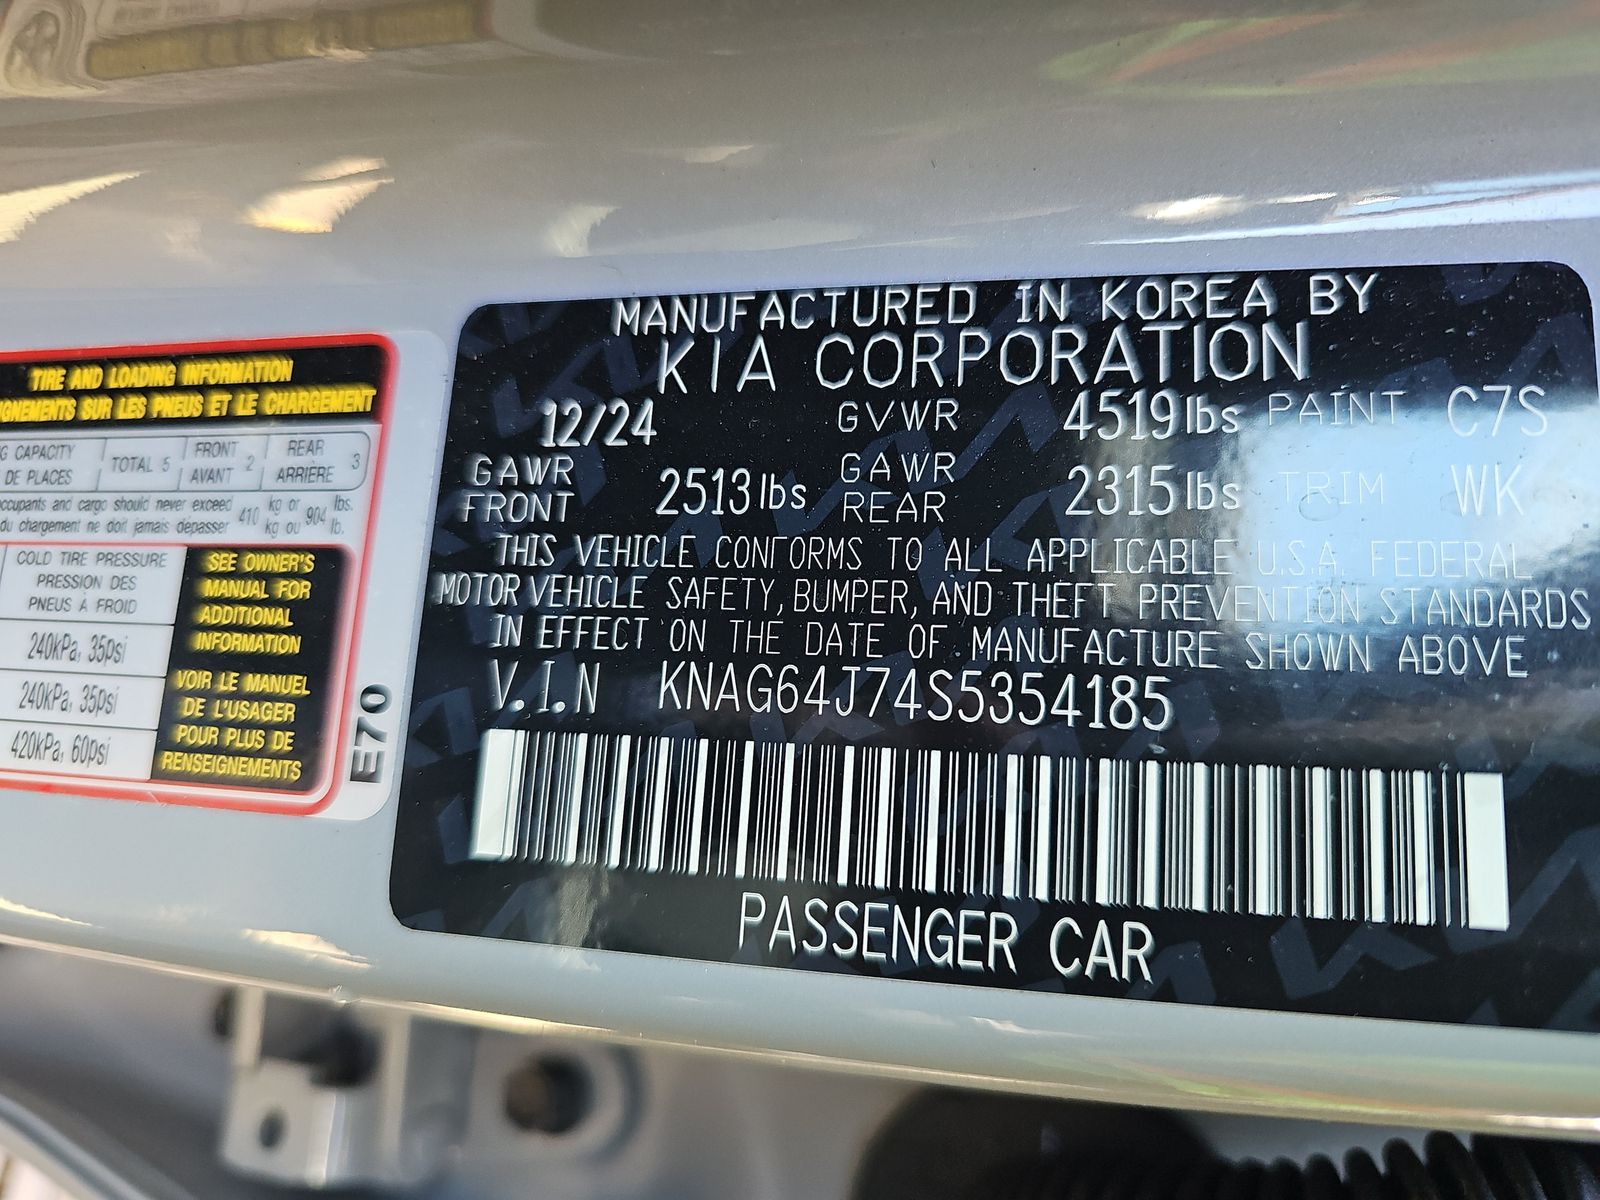 TIRE AND LOADING INFORMATION
IGNEMENTS SUR LES PNEUS ET LE CHARGEMENT
G CAPACITY TOTAL 5 FRONT 2 REAR 3
DE PLACES AVANT ARRIÈRE
ccupants and cargo should never exceed 410 kg or 904 lbs.
du chargement ne doit jamais dépasser kg ou lb.
COLD TIRE PRESSURE
PRESSION DES
PNEUS À FROID
240kPa, 35psi
240kPa, 35psi
420kPa, 60psi
SEE OWNER'S
MANUAL FOR
ADDITIONAL
INFORMATION
VOIR LE MANUEL
DE L'USAGER
POUR PLUS DE
RENSEIGNEMENTS
E70
MANUFACTURED IN KOREA BY
KIA CORPORATION
12/24 GVWR 4519lbs PAINT C7S
GAWR FRONT 2513lbs GAWR REAR 2315lbs TRIM WK
THIS VEHICLE CONFORMS TO ALL APPLICABLE U.S.A. FEDERAL
MOTOR VEHICLE SAFETY, BUMPER, AND THEFT PREVENTION STANDARDS
IN EFFECT ON THE DATE OF MANUFACTURE SHOWN ABOVE
V.I.N KNAG64J74S5354185
PASSENGER CAR